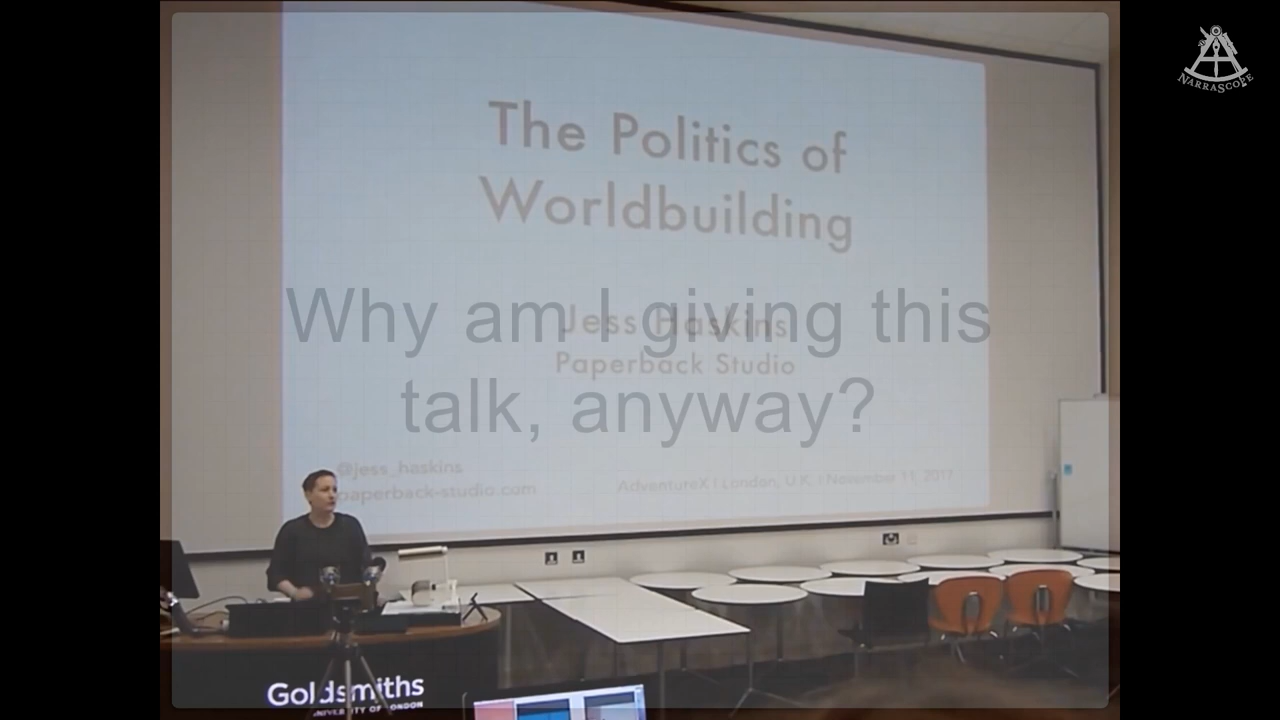 NARRASCOPE
The Politics of
Worldbuilding
Why am I giving this
talk, anyway?
Jess Haskins
Paperback Studio
@jess_haskins
paperback-studio.com
AdventureX | London, U.K. | November 11, 2017
Goldsmiths
UNIVERSITY OF LONDON